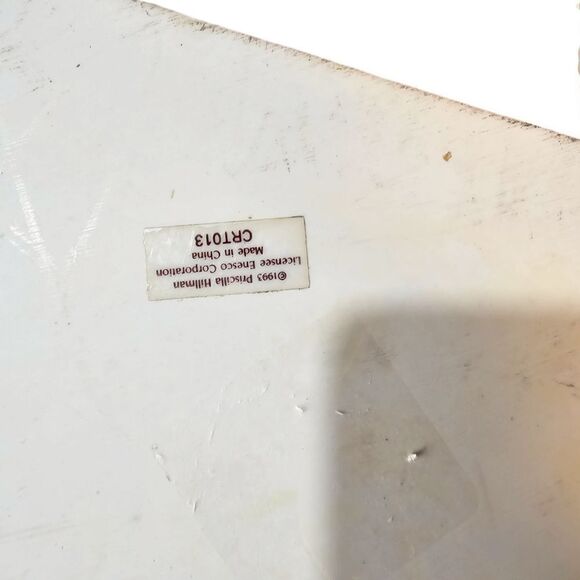 ©1993 Priscilla Hillman
Licensee Enesco Corporation
Made in China
CRT013